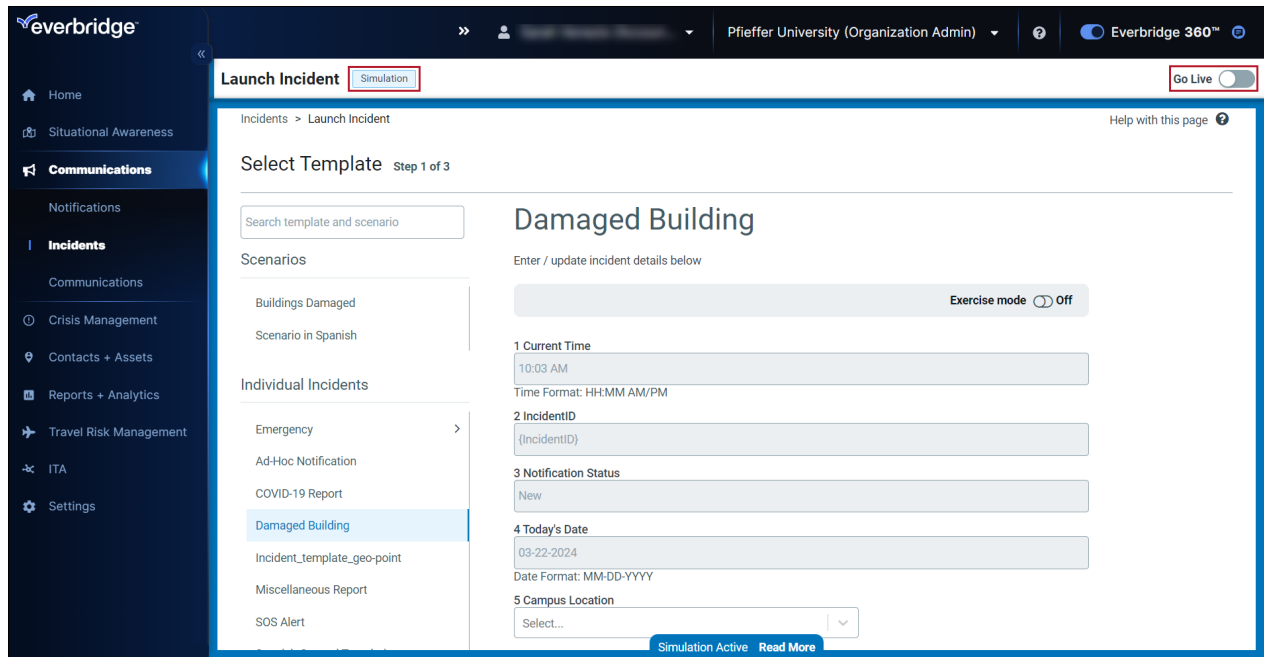 everbridge
Pfieffer University (Organization Admin)
Everbridge 360™
Home
Situational Awareness
Communications
Notifications
Incidents
Communications
Crisis Management
Contacts + Assets
Reports + Analytics
Travel Risk Management
ITA
Settings
Launch Incident Simulation
Go Live
Incidents > Launch Incident
Help with this page
Select Template Step 1 of 3
Search template and scenario
Scenarios
Buildings Damaged
Scenario in Spanish
Individual Incidents
Emergency
Ad-Hoc Notification
COVID-19 Report
Damaged Building
Incident_template_geo-point
Miscellaneous Report
SOS Alert
Damaged Building
Enter / update incident details below
Exercise mode Off
1 Current Time
10:03 AM
Time Format: HH:MM AM/PM
2 IncidentID
{IncidentID}
3 Notification Status
New
4 Today's Date
03-22-2024
Date Format: MM-DD-YYYY
5 Campus Location
Select...
Simulation Active Read More